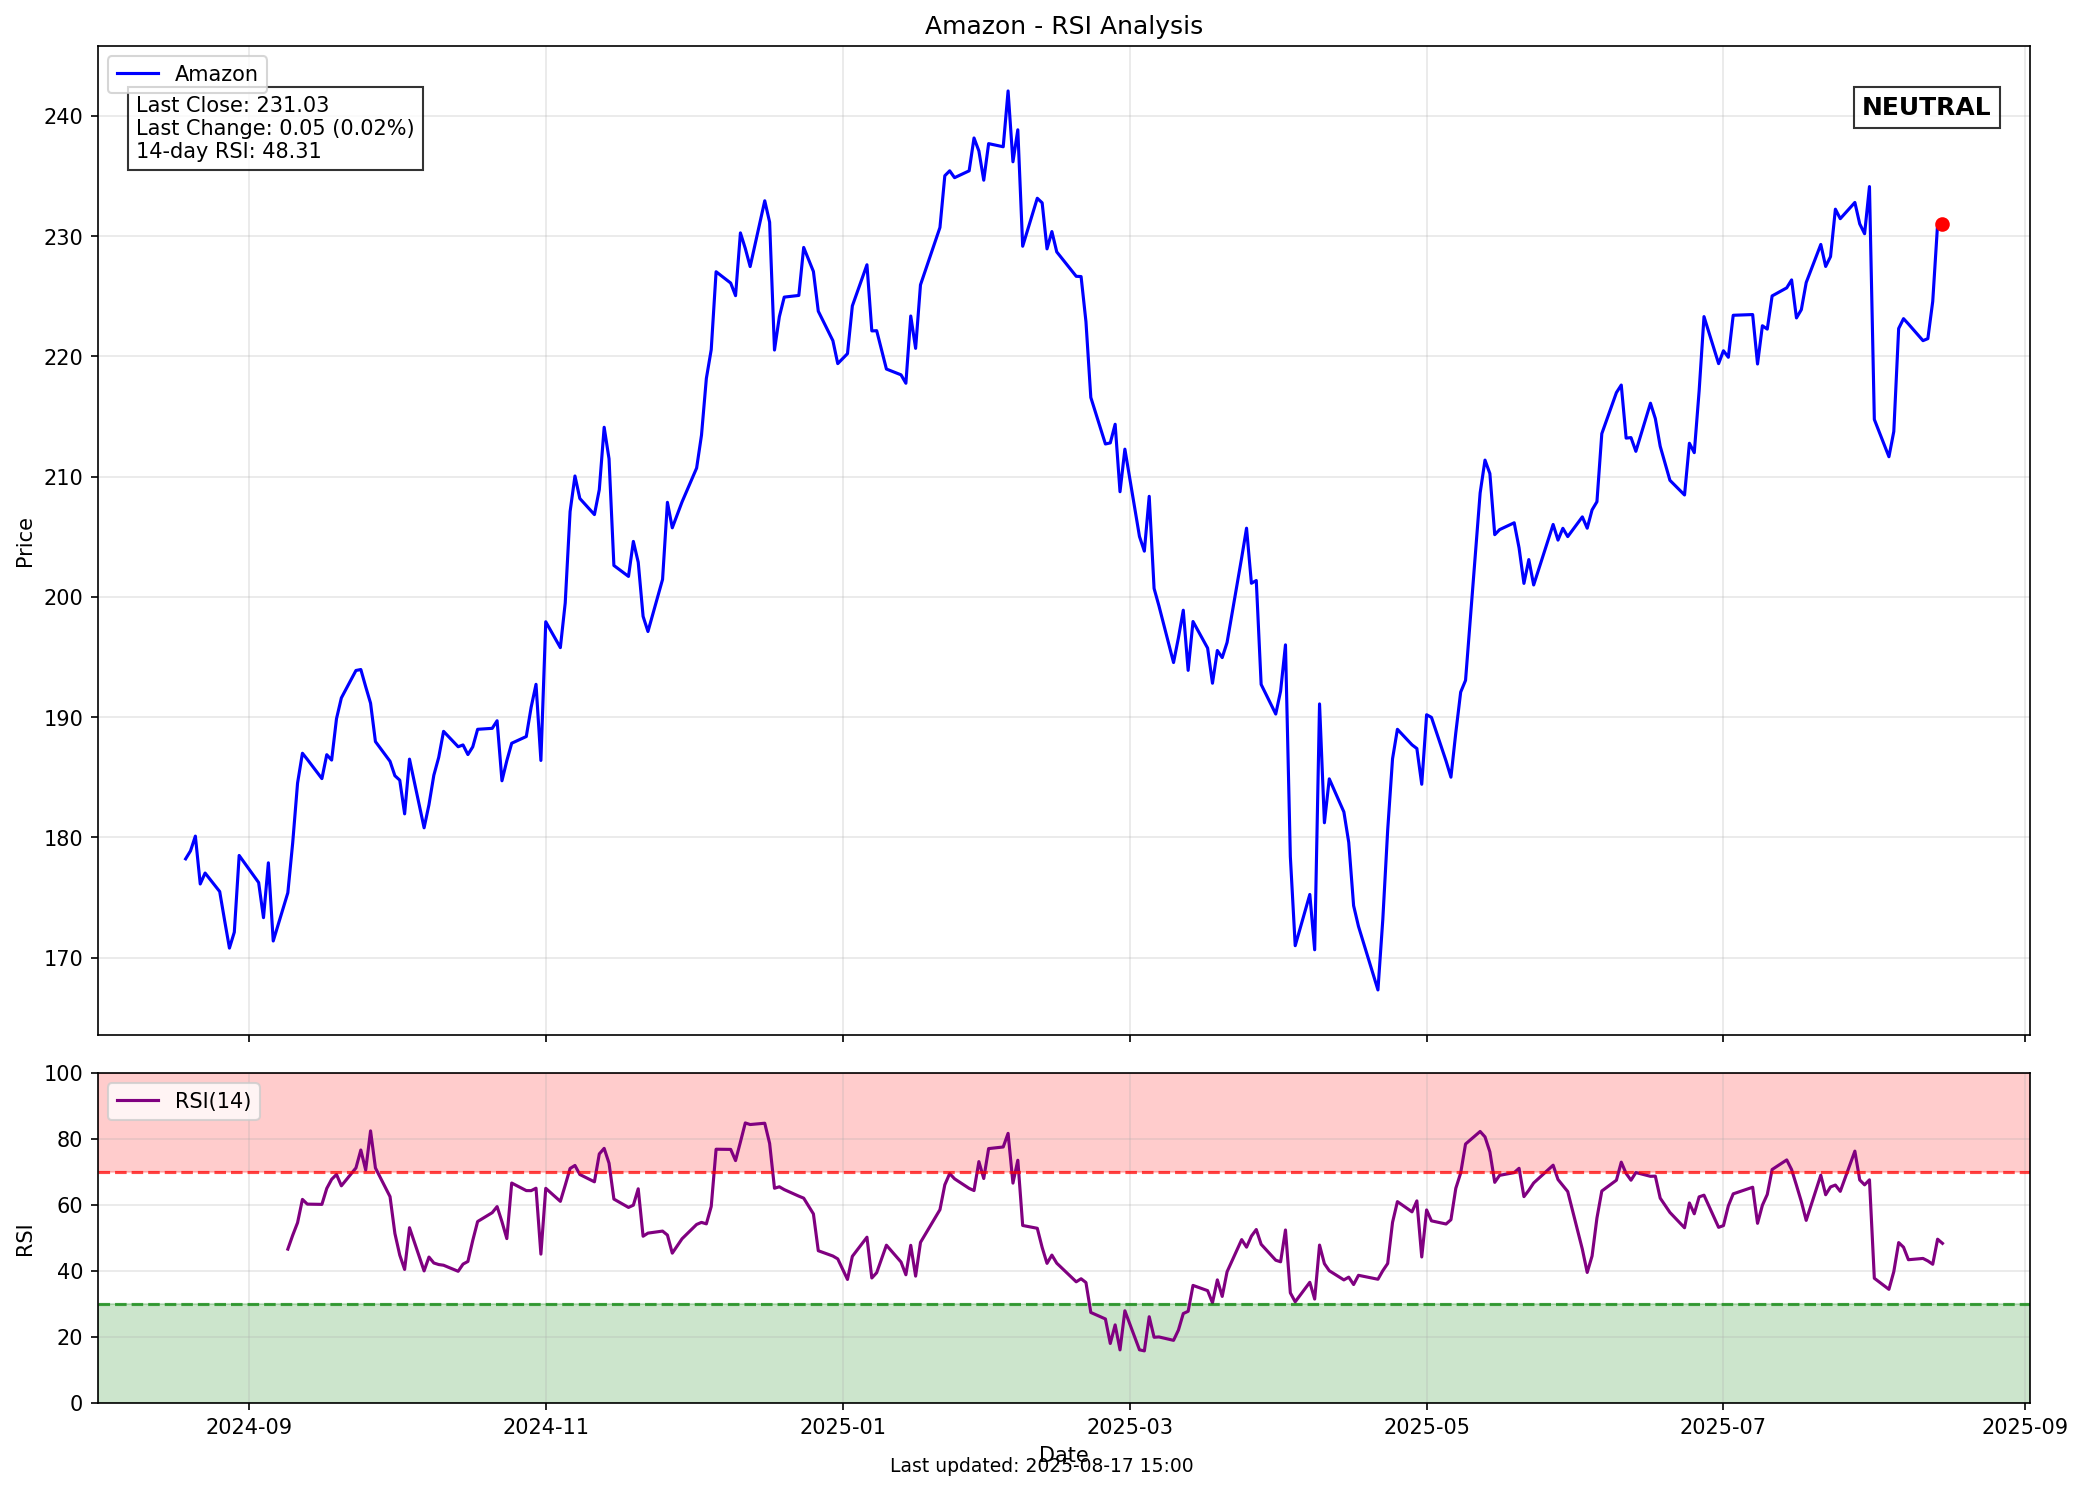 Amazon - RSI Analysis
Amazon
Last Close: 231.03
Last Change: 0.05 (0.02%)
14-day RSI: 48.31
NEUTRAL
Price
240
230
220
210
200
190
180
170
RSI(14)
RSI
100
80
60
40
20
0
2024-09
2024-11
2025-01
2025-03
2025-05
2025-07
2025-09
Date
Last updated: 2025-08-17 15:00